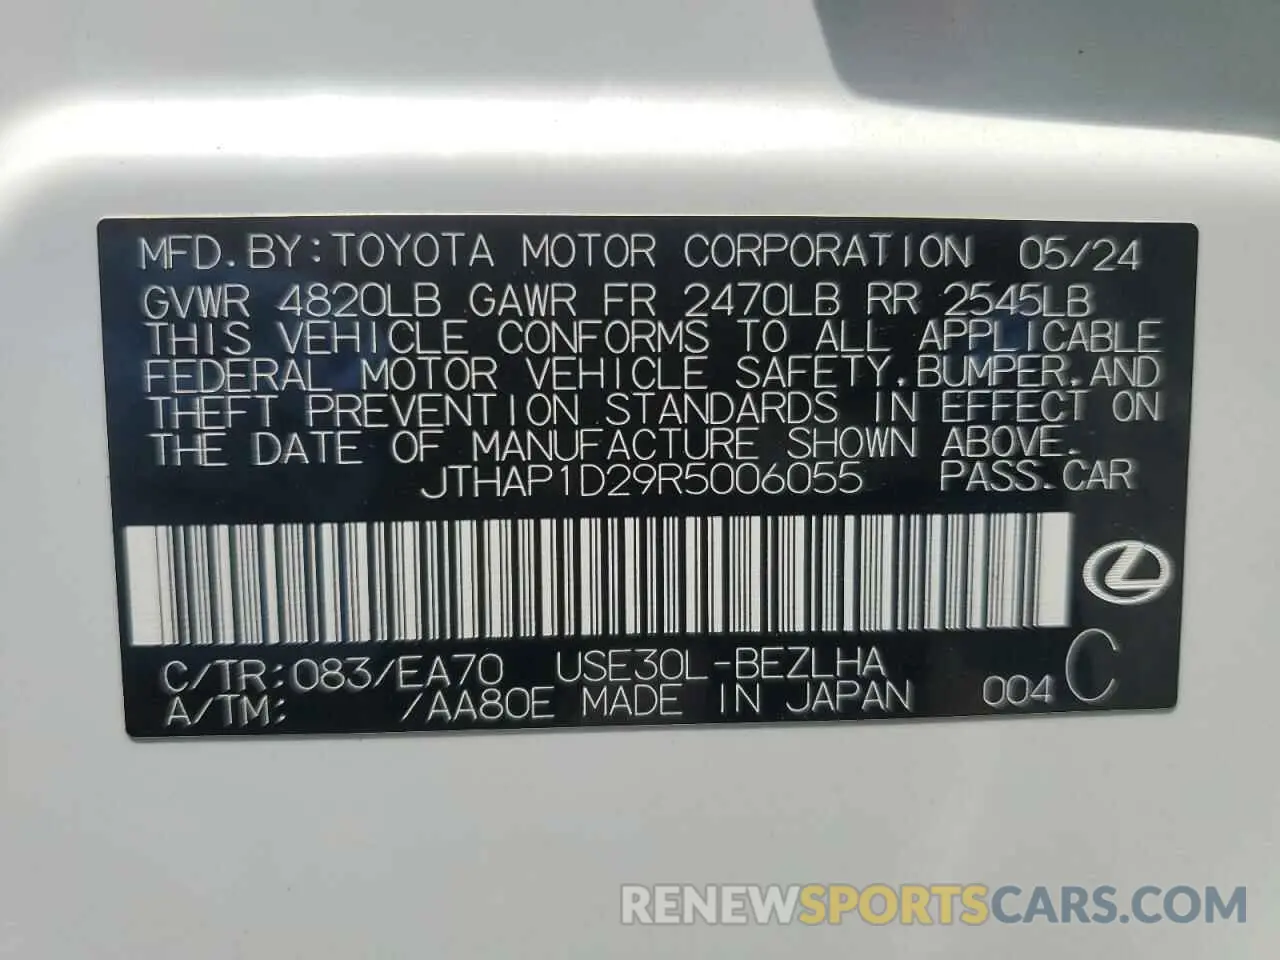 MFD.BY:TOYOTA MOTOR CORPORATION 05/24
GVWR 4820LB GAWR FR 2470LB RR 2545LB
THIS VEHICLE CONFORMS TO ALL APPLICABLE
FEDERAL MOTOR VEHICLE SAFETY,BUMPER,AND
THEFT PREVENTION STANDARDS IN EFFECT ON
THE DATE OF MANUFACTURE SHOWN ABOVE.
JTHAP1D29R5006055 PASS.CAR
C/TR:083/EA70 USE30L-BEZLHA
A/TM: /AA80E MADE IN JAPAN 004 C
RENEWSPORTSCARS.COM